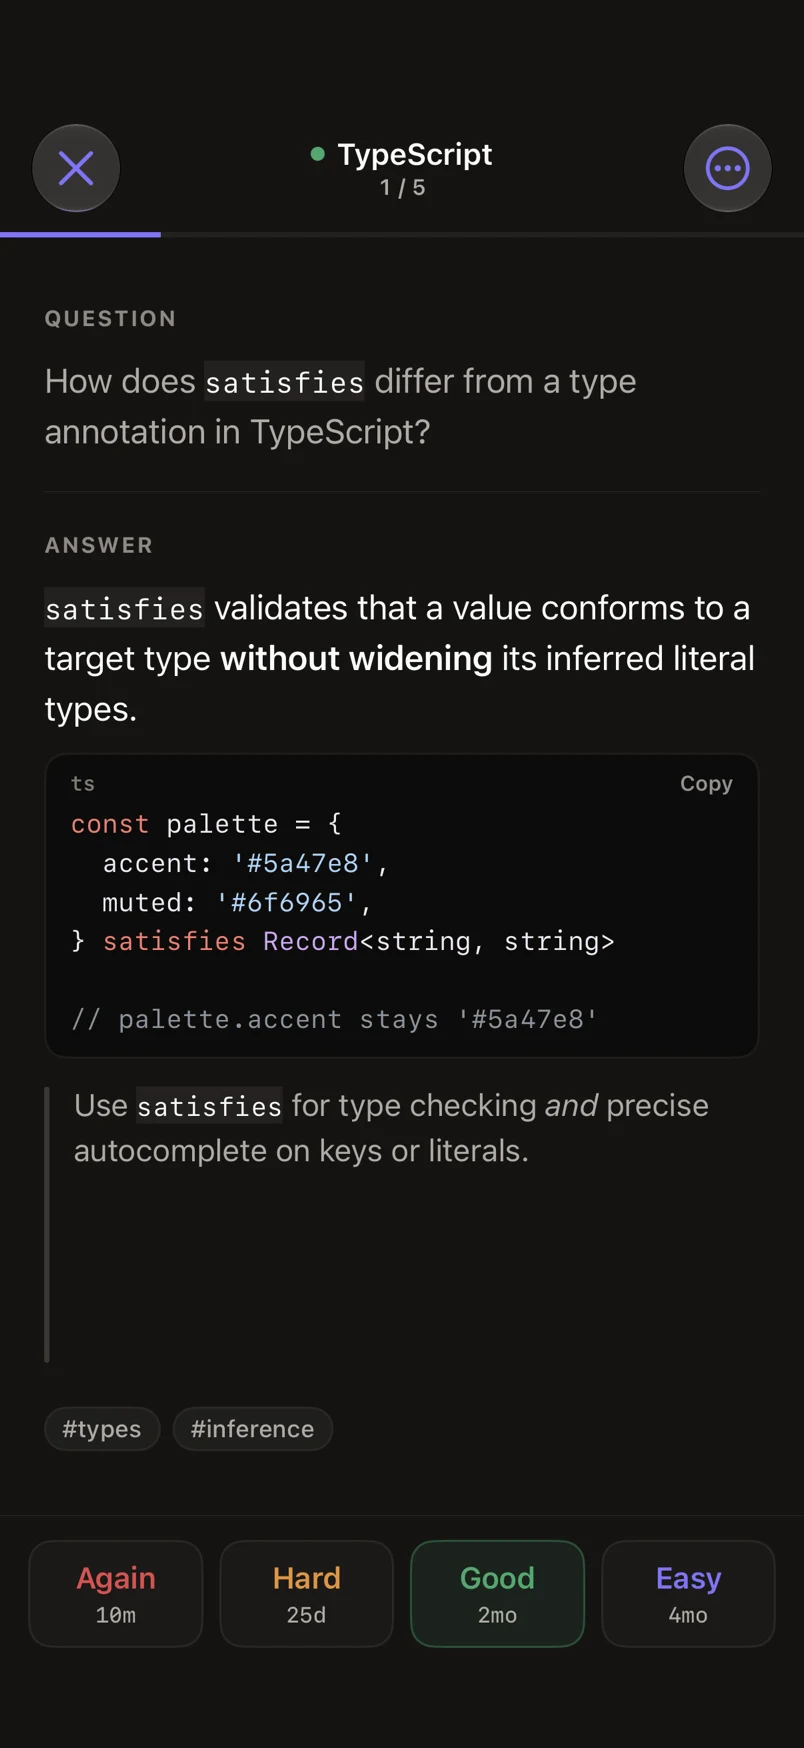 TypeScript
1 / 5
QUESTION
How does satisfies differ from a type
annotation in TypeScript?
ANSWER
satisfies validates that a value conforms to a
target type without widening its inferred literal
types.
ts
Copy
const palette = {
  accent: '#5a47e8',
  muted: '#6f6965',
} satisfies Record<string, string>
// palette.accent stays '#5a47e8'
Use satisfies for type checking and precise
autocomplete on keys or literals.
#types #inference
Again Hard Good Easy
10m 25d 2mo 4mo